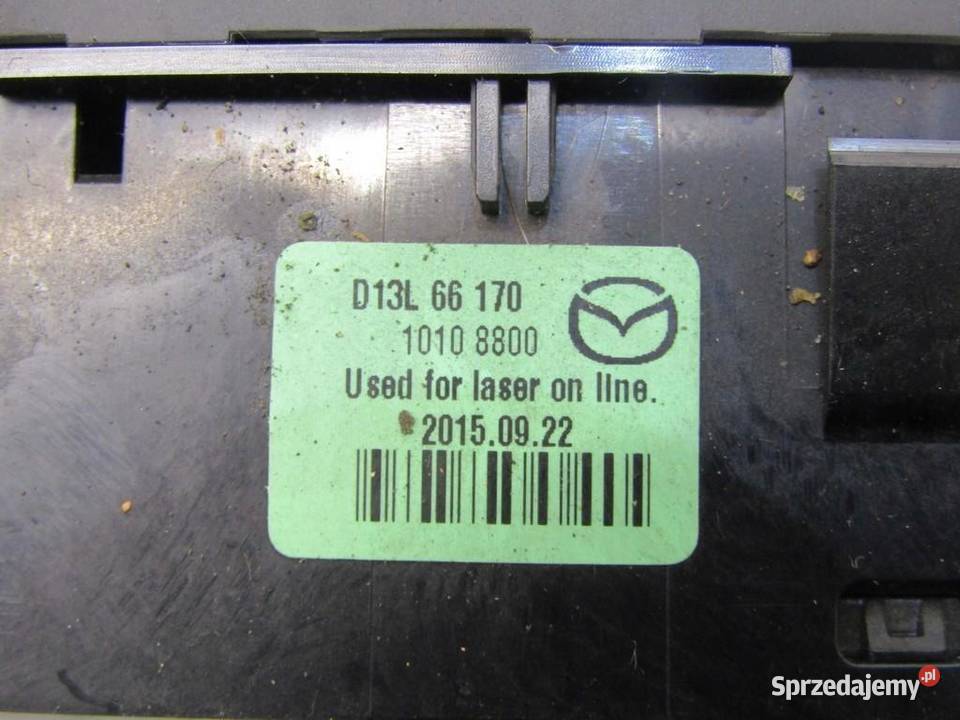 D13L 66 170
1010 8800
Used for laser on line.
2015.09.22
Sprzedajemy.pl